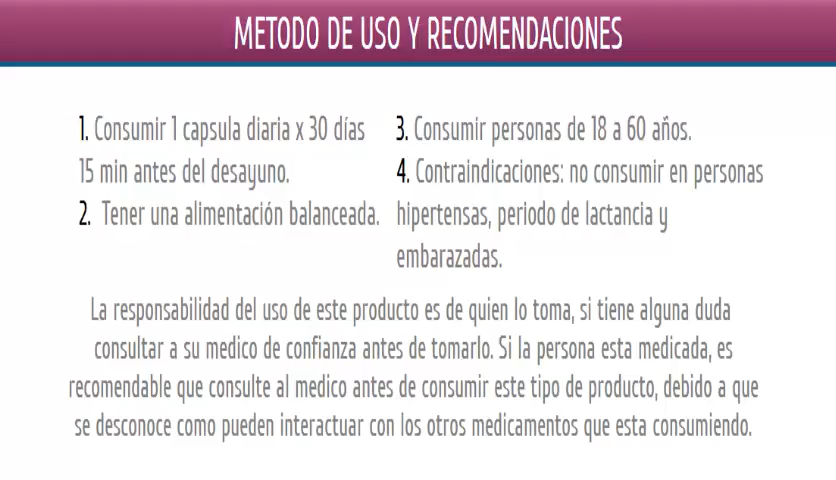 METODO DE USO Y RECOMENDACIONES
1. Consumir 1 capsula diaria x 30 días
15 min antes del desayuno.
2. Tener una alimentación balanceada.
3. Consumir personas de 18 a 60 años.
4. Contraindicaciones: no consumir en personas
hipertensas, periodo de lactancia y
embarazadas.
La responsabilidad del uso de este producto es de quien lo toma, si tiene alguna duda
consultar a su medico de confianza antes de tomarlo. Si la persona esta medicada, es
recomendable que consulte al medico antes de consumir este tipo de producto, debido a que
se desconoce como pueden interactuar con los otros medicamentos que esta consumiendo.